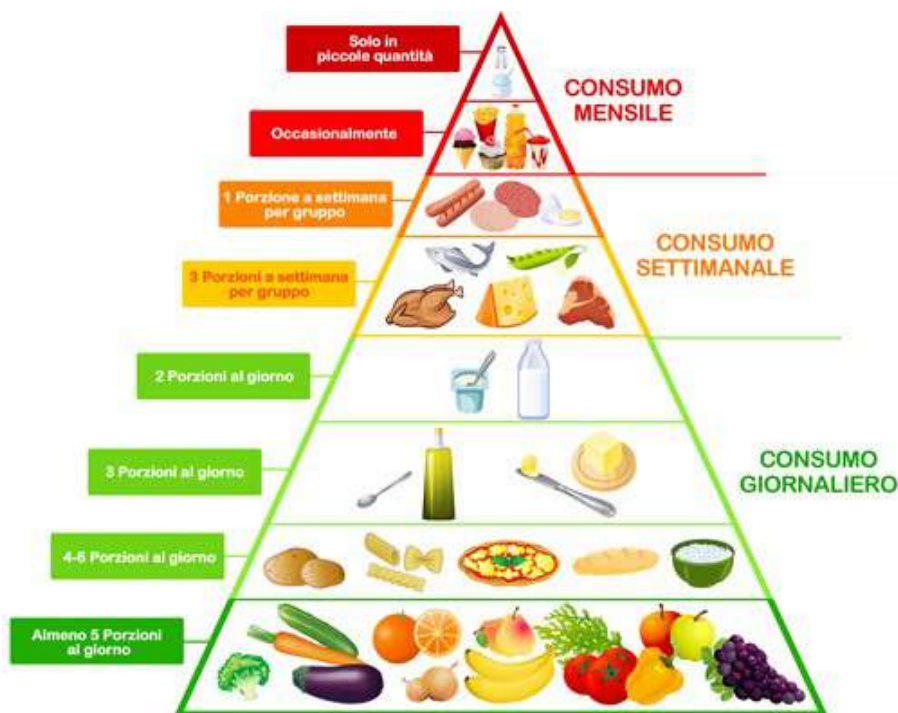 Solo in
piccole quantità
CONSUMO
MENSILE
Occasionalmente
1 Porzione a settimana
per gruppo
CONSUMO
SETTIMANALE
3 Porzioni a settimana
per gruppo
2 Porzioni al giorno
3 Porzioni al giorno
CONSUMO
GIORNALIERO
4-6 Porzioni al giorno
Almeno 5 Porzioni
al giorno